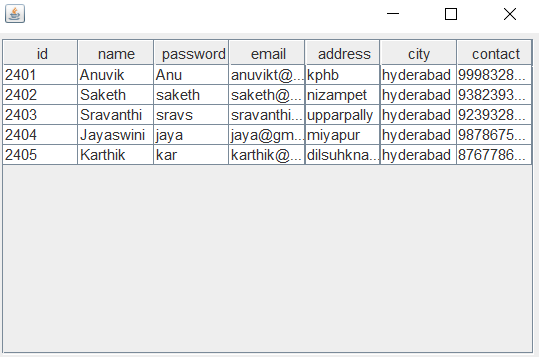 id name password email address city contact
2401 Anuvik Anu anuvikt@... kphb hyderabad 9998328...
2402 Saketh saketh saketh@... nizampet hyderabad 9382393...
2403 Sravanthi sravs sravanthi... upparpally hyderabad 9239328...
2404 Jayaswini jaya jaya@gm... miyapur hyderabad 9878675...
2405 Karthik kar karthik@... dilsuhkna... hyderabad 8767786...